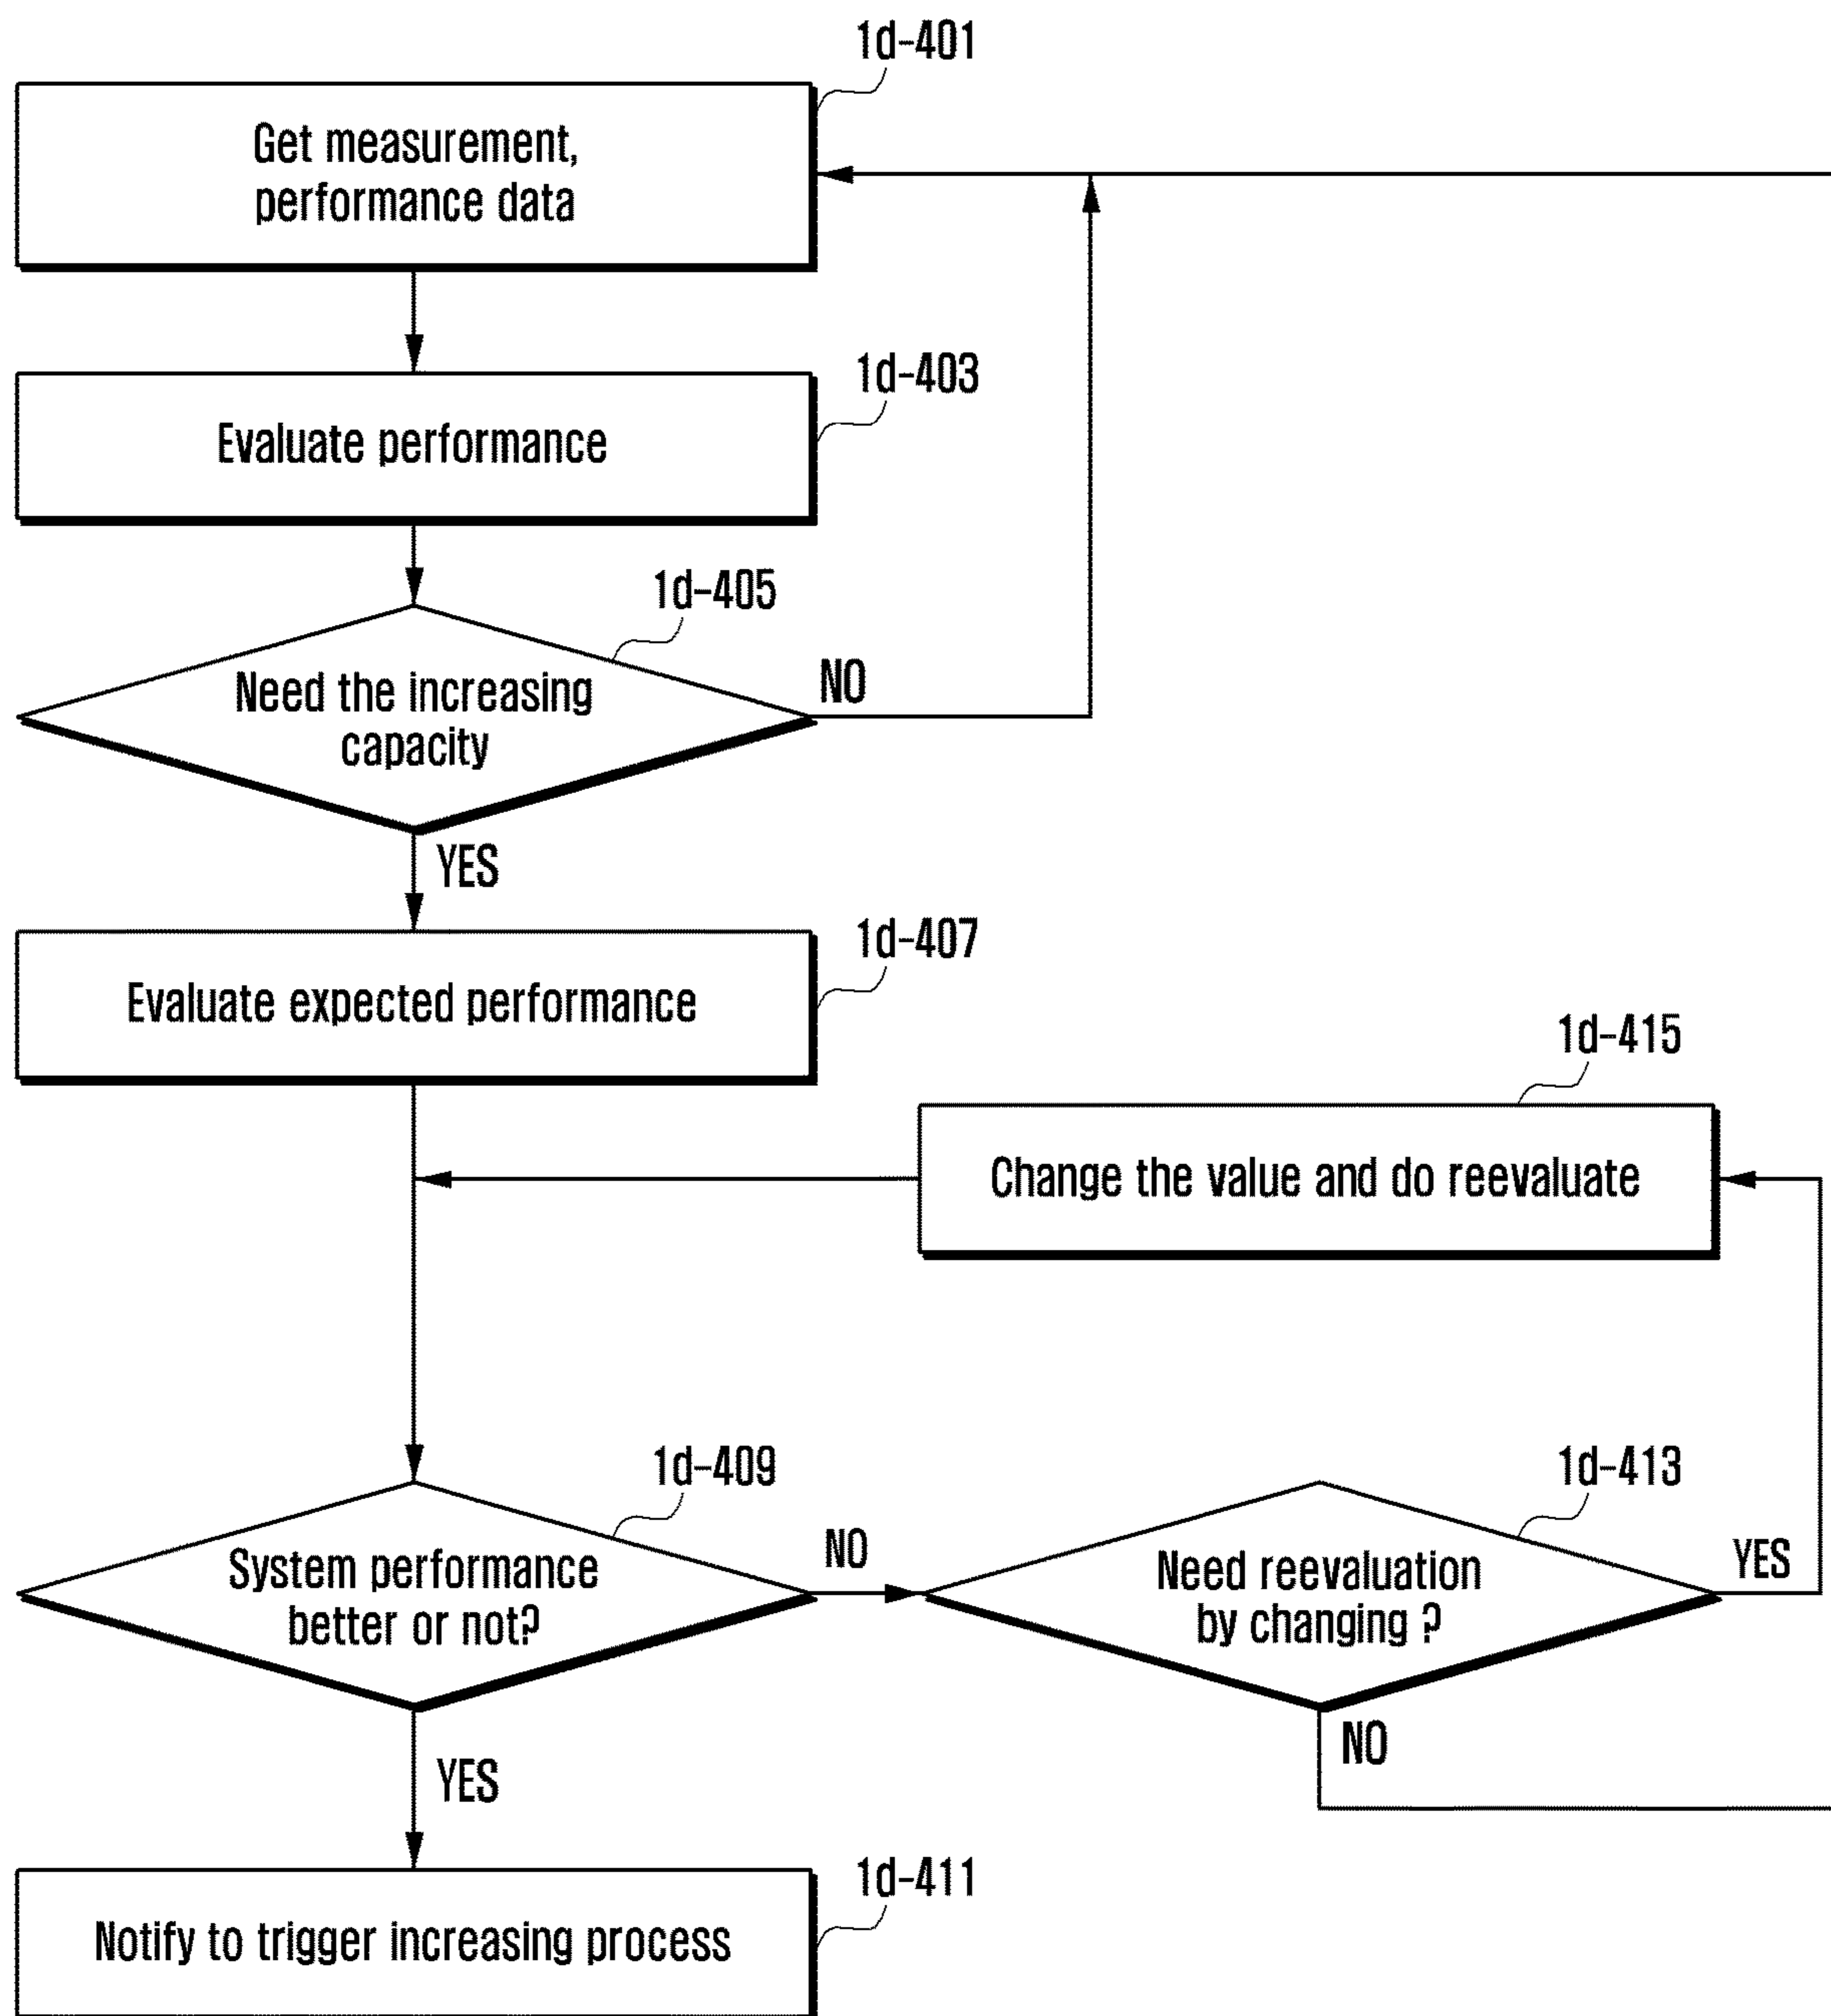 1d-401
Get measurement,
performance data
1d-403
Evaluate performance
1d-405
Need the increasing
capacity
NO
YES
1d-407
Evaluate expected performance
1d-415
Change the value and do reevaluate
1d-409
System performance
better or not?
NO
1d-413
Need reevaluation
by changing ?
YES
NO
YES
1d-411
Notify to trigger increasing process